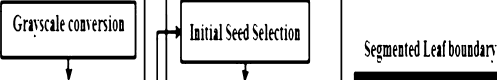 Grayscale conversion
Initial Seed Selection
Segmented Leaf boundary